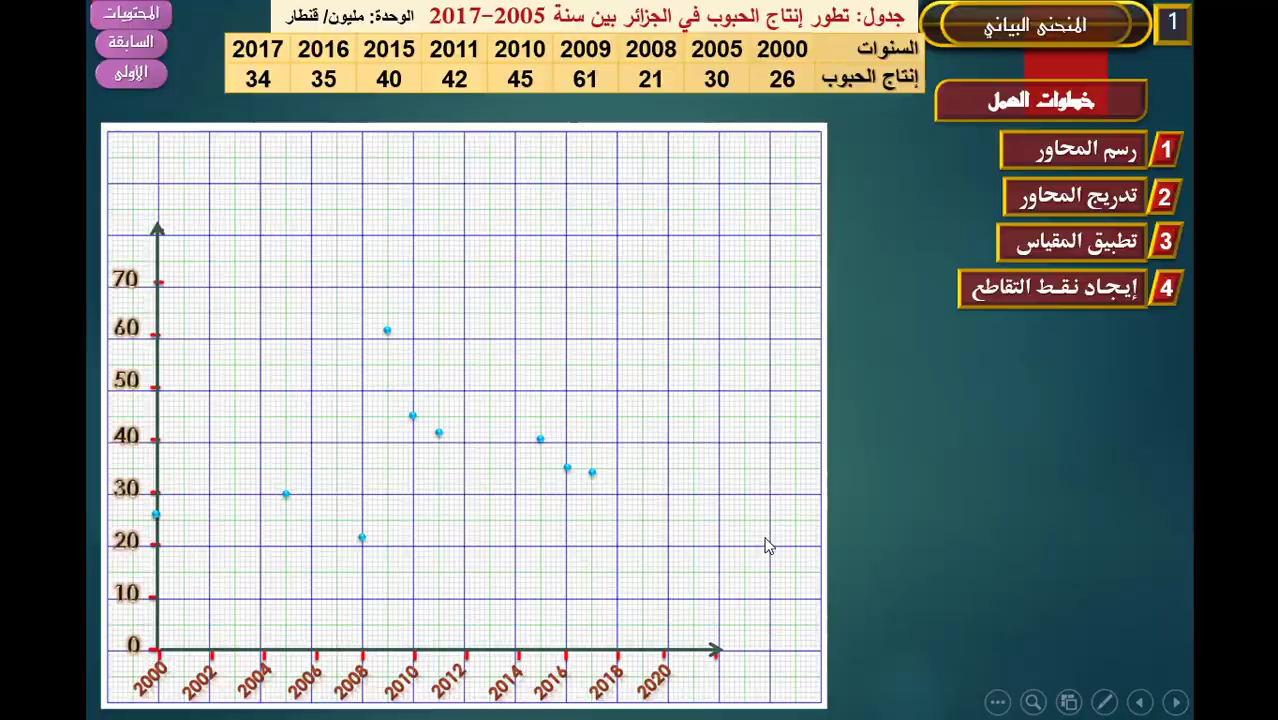 المنحنى البياني
1
جدول: تطور إنتاج الحبوب في الجزائر بين سنة 2005-2017 الوحدة: مليون/ قنطار
السنوات 2000 2005 2008 2009 2010 2011 2015 2016 2017
إنتاج الحبوب 26 30 21 61 45 42 40 35 34
المحتويات
السابقة
الأولى
خطوات العمل
1 رسم المحاور
2 تدريج المحاور
3 تطبيق المقياس
4 إيجاد نقط التقاطع
70
60
50
40
30
20
10
0
2000 2002 2004 2006 2008 2010 2012 2014 2016 2018 2020